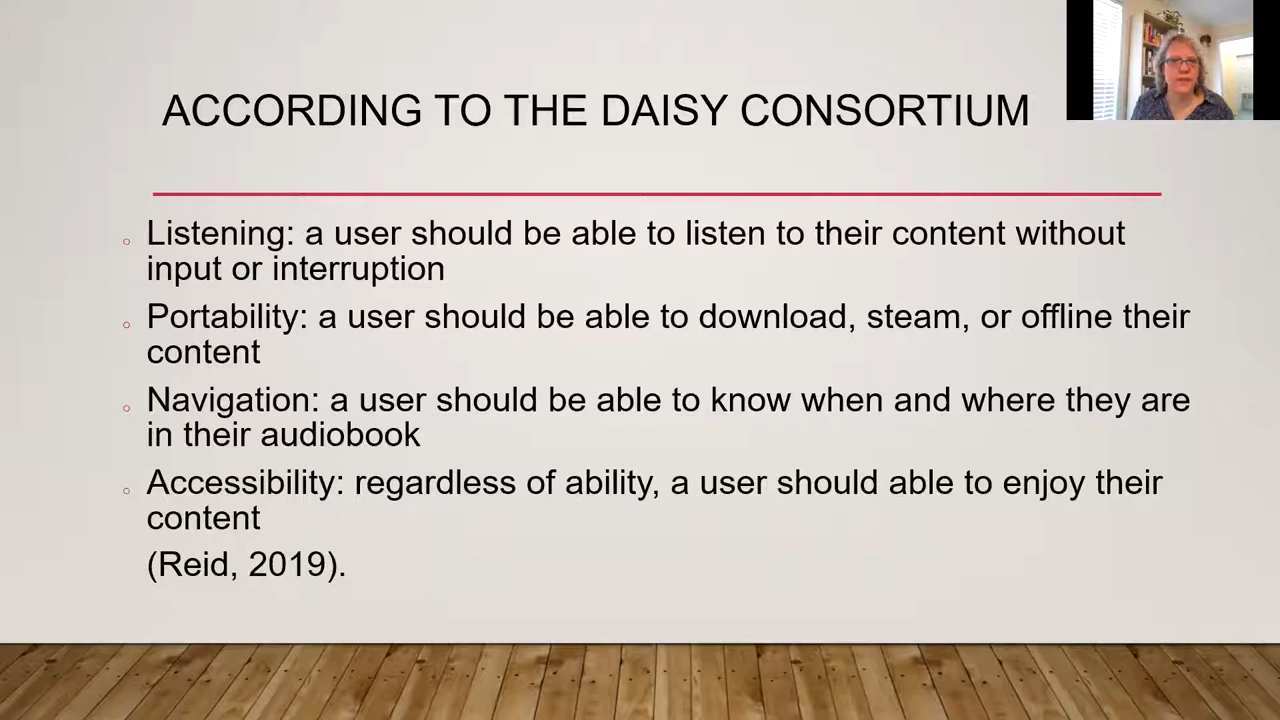 ACCORDING TO THE DAISY CONSORTIUM
Listening: a user should be able to listen to their content without
input or interruption
Portability: a user should be able to download, steam, or offline their
content
Navigation: a user should be able to know when and where they are
in their audiobook
Accessibility: regardless of ability, a user should able to enjoy their
content
(Reid, 2019).